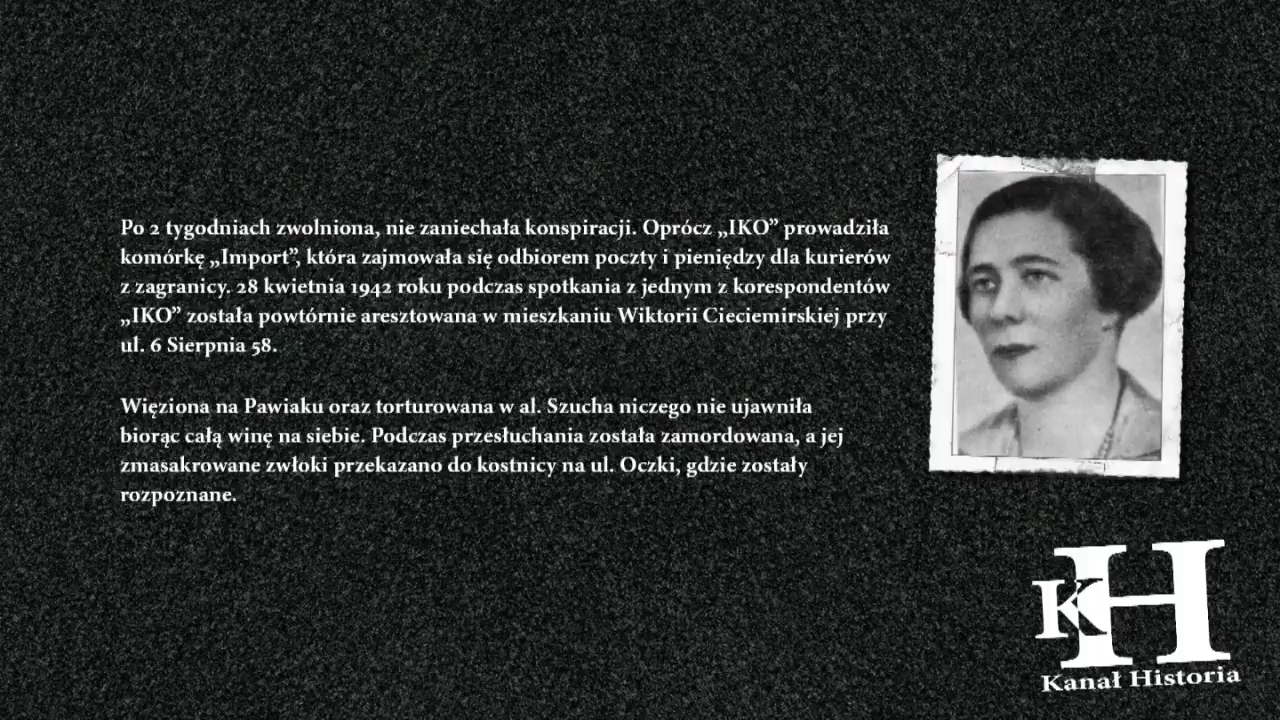 Po 2 tygodniach zwolniona, nie zaniechała konspiracji. Oprócz „IKO” prowadziła
komórkę „Import”, która zajmowała się odbiorem poczty i pieniędzy dla kurierów
z zagranicy. 28 kwietnia 1942 roku podczas spotkania z jednym z korespondentów
„IKO” została powtórnie aresztowana w mieszkaniu Wiktorii Cieciemirskiej przy
ul. 6 Sierpnia 58.
Więziona na Pawiaku oraz torturowana w al. Szucha niczego nie ujawniła
biorąc całą winę na siebie. Podczas przesłuchania została zamordowana, a jej
zmasakrowane zwłoki przekazano do kostnicy na ul. Oczki, gdzie zostały
rozpoznane.
KH
Kanał Historia